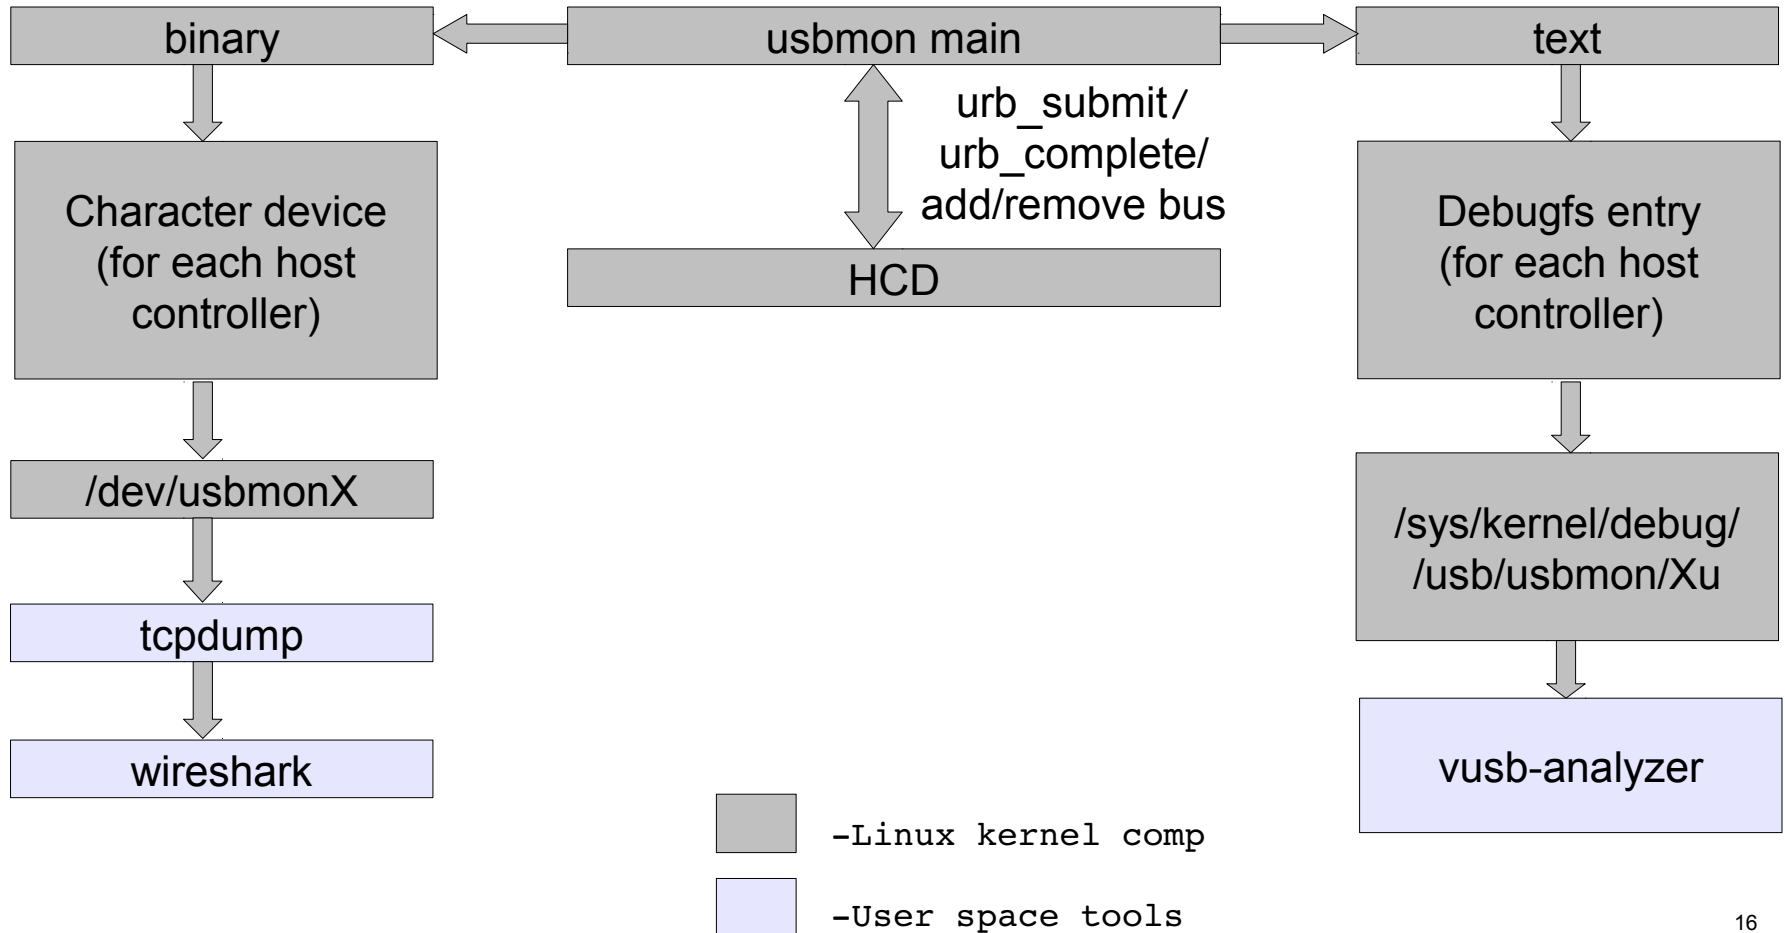 binary
usbmon main
text
urb_submit/
urb_complete/
add/remove bus
Character device
(for each host
controller)
HCD
Debugfs entry
(for each host
controller)
/dev/usbmonX
/sys/kernel/debug/
/usb/usbmon/Xu
tcpdump
wireshark
vusb-analyzer
-Linux kernel comp
-User space tools
16